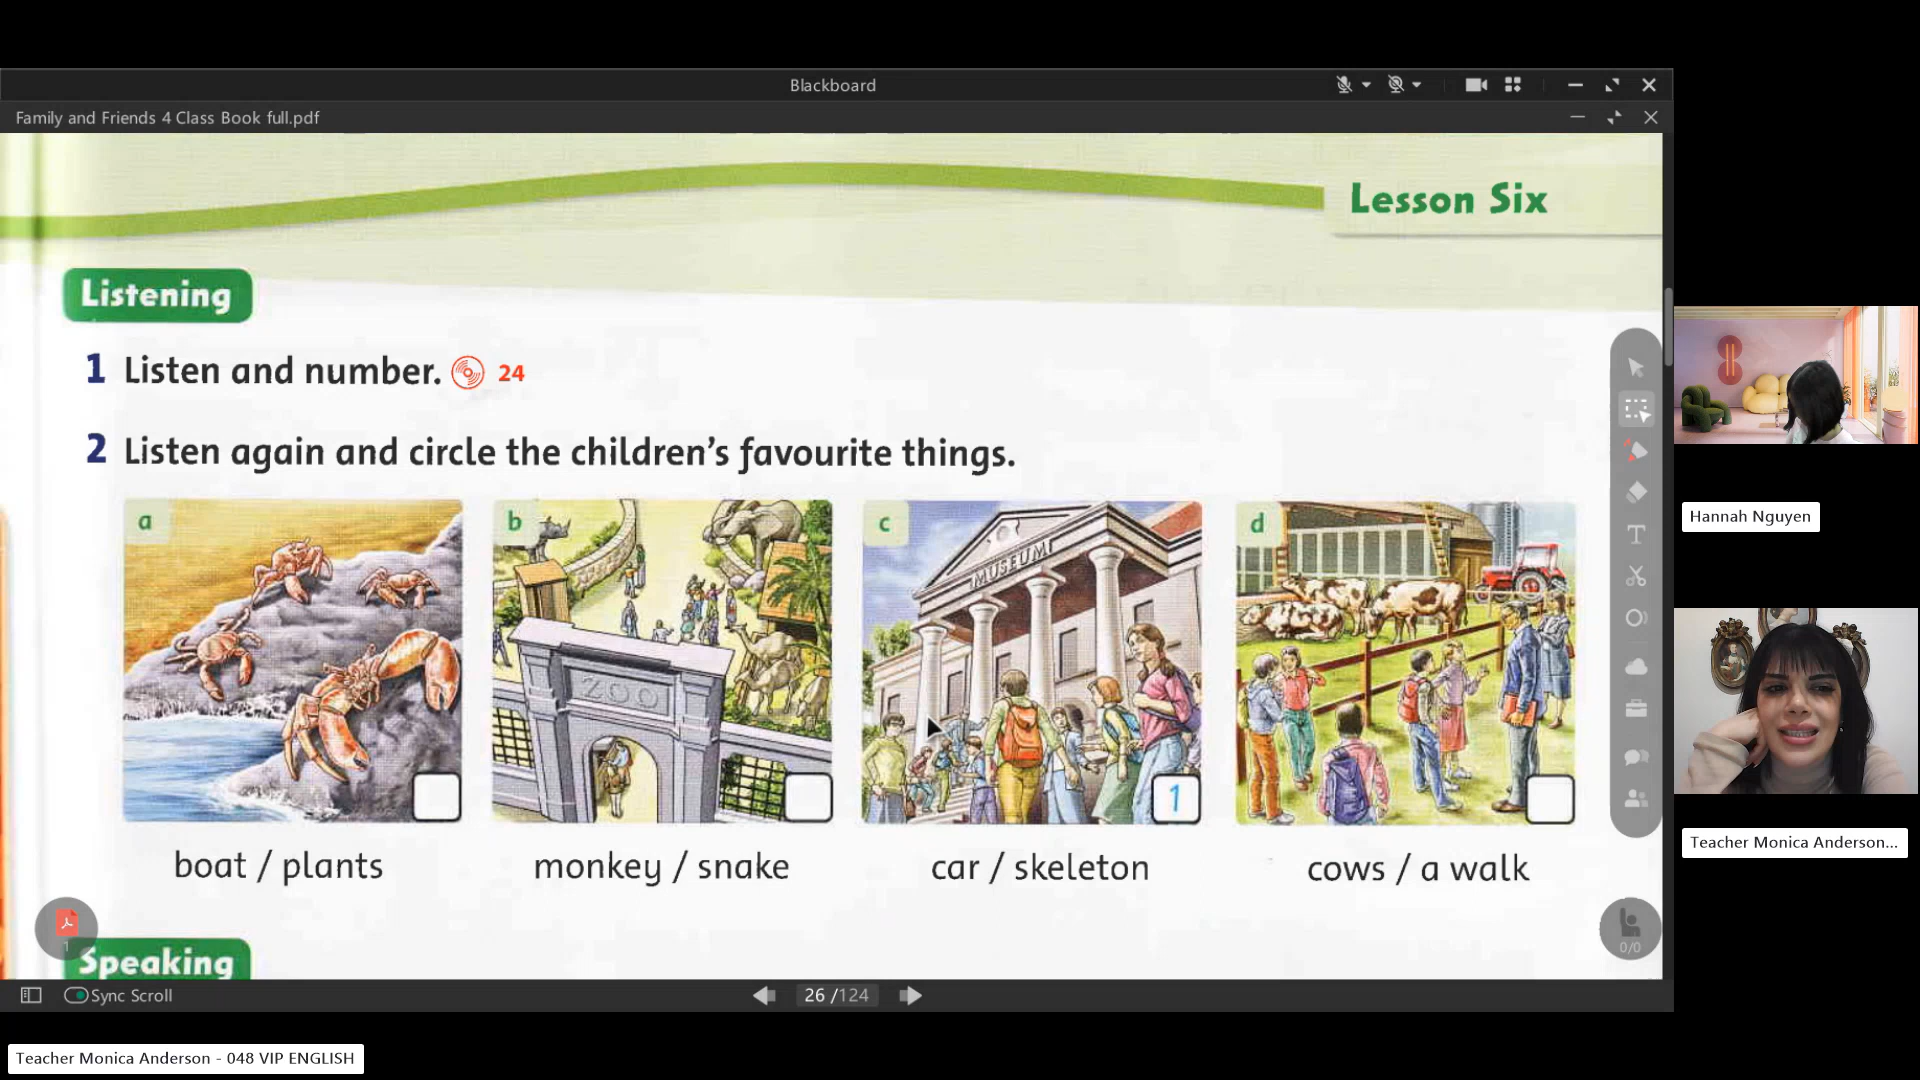 Blackboard
Family and Friends 4 Class Book full.pdf
Lesson Six
Listening
1 Listen and number. 24
2 Listen again and circle the children's favourite things.
a
b
c
d
ZOO
MUSEUM
1
boat / plants
monkey / snake
car / skeleton
cows / a walk
Speaking
1
0/0
Sync Scroll
26 /124
Hannah Nguyen
Teacher Monica Anderson...
Teacher Monica Anderson - 048 VIP ENGLISH